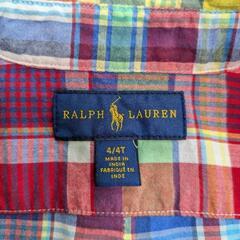 RALPH LAUREN
4/4T
MADE IN
INDIA
FABRIQUÉ EN
INDE